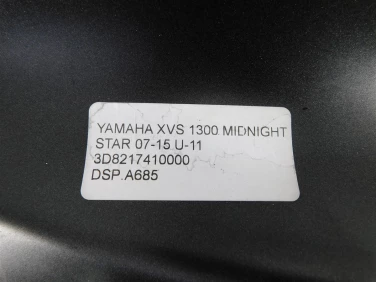 YAMAHA XVS 1300 MIDNIGHT
STAR 07-15 U-11
3D8217410000
DSP.A685